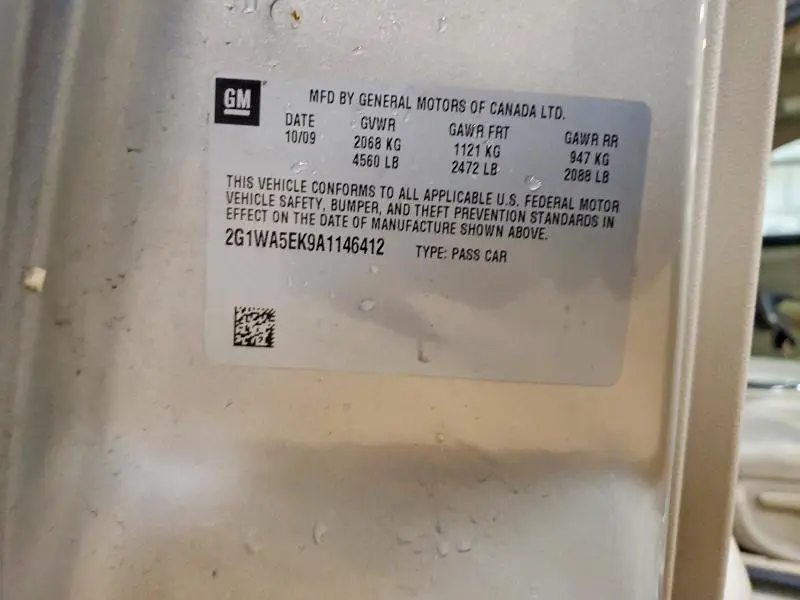 GM
MFD BY GENERAL MOTORS OF CANADA LTD.
DATE GVWR GAWR FRT GAWR RR
10/09 2068 KG 1121 KG 947 KG
4560 LB 2472 LB 2088 LB
THIS VEHICLE CONFORMS TO ALL APPLICABLE U.S. FEDERAL MOTOR
VEHICLE SAFETY, BUMPER, AND THEFT PREVENTION STANDARDS IN
EFFECT ON THE DATE OF MANUFACTURE SHOWN ABOVE.
2G1WA5EK9A1146412 TYPE: PASS CAR